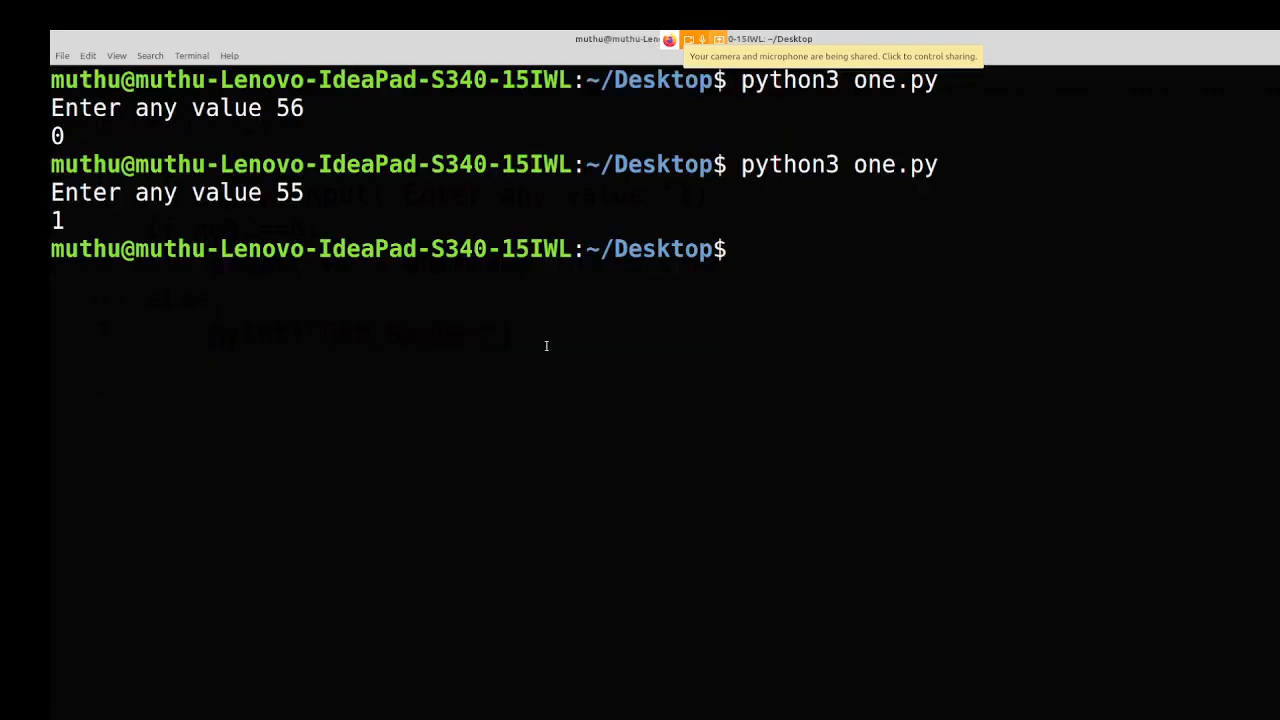 muthu@muthu-Len 0-15IWL: ~/Desktop
File Edit View Search Terminal Help
Your camera and microphone are being shared. Click to control sharing.
muthu@muthu-Lenovo-IdeaPad-S340-15IWL:~/Desktop$ python3 one.py
Enter any value 56
0
muthu@muthu-Lenovo-IdeaPad-S340-15IWL:~/Desktop$ python3 one.py
Enter any value 55
1
muthu@muthu-Lenovo-IdeaPad-S340-15IWL:~/Desktop$